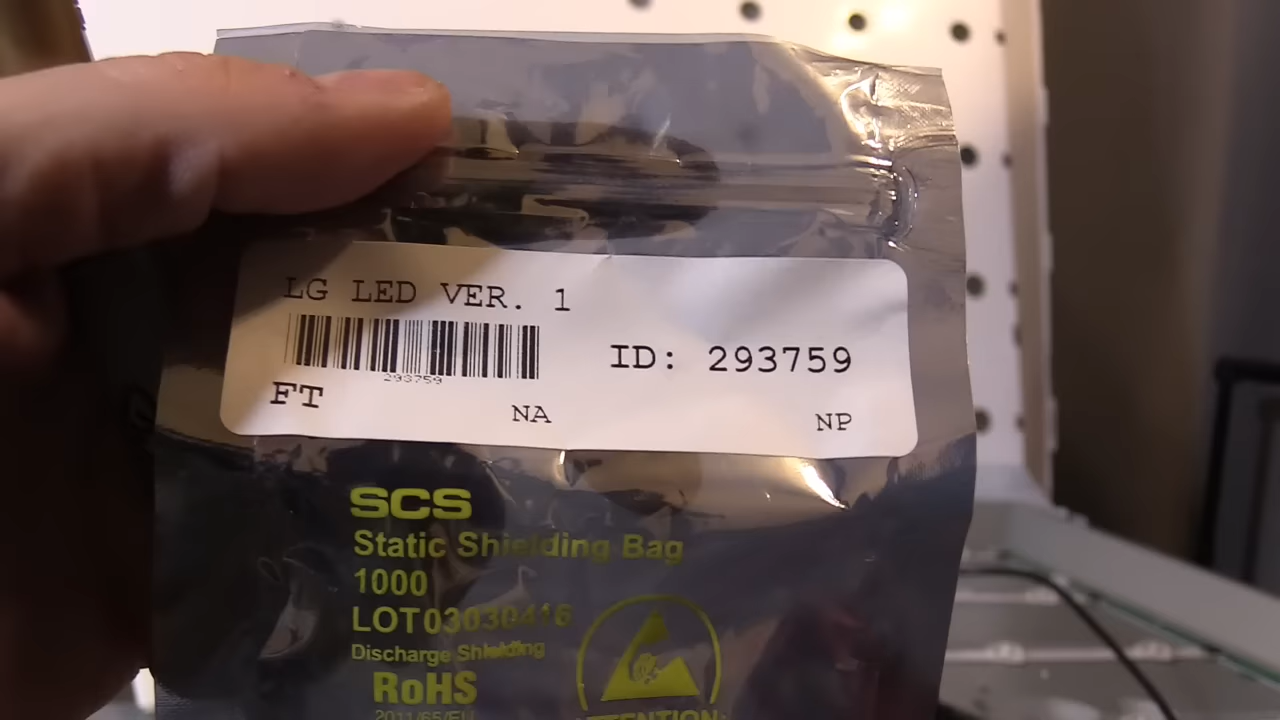 LG LED VER. 1
293759
ID: 293759
FT
NA
NP
SCS
Static Shielding Bag
1000
LOT03030416
Discharge Shielding
RoHS
2011/65/EU
ATTENTION: